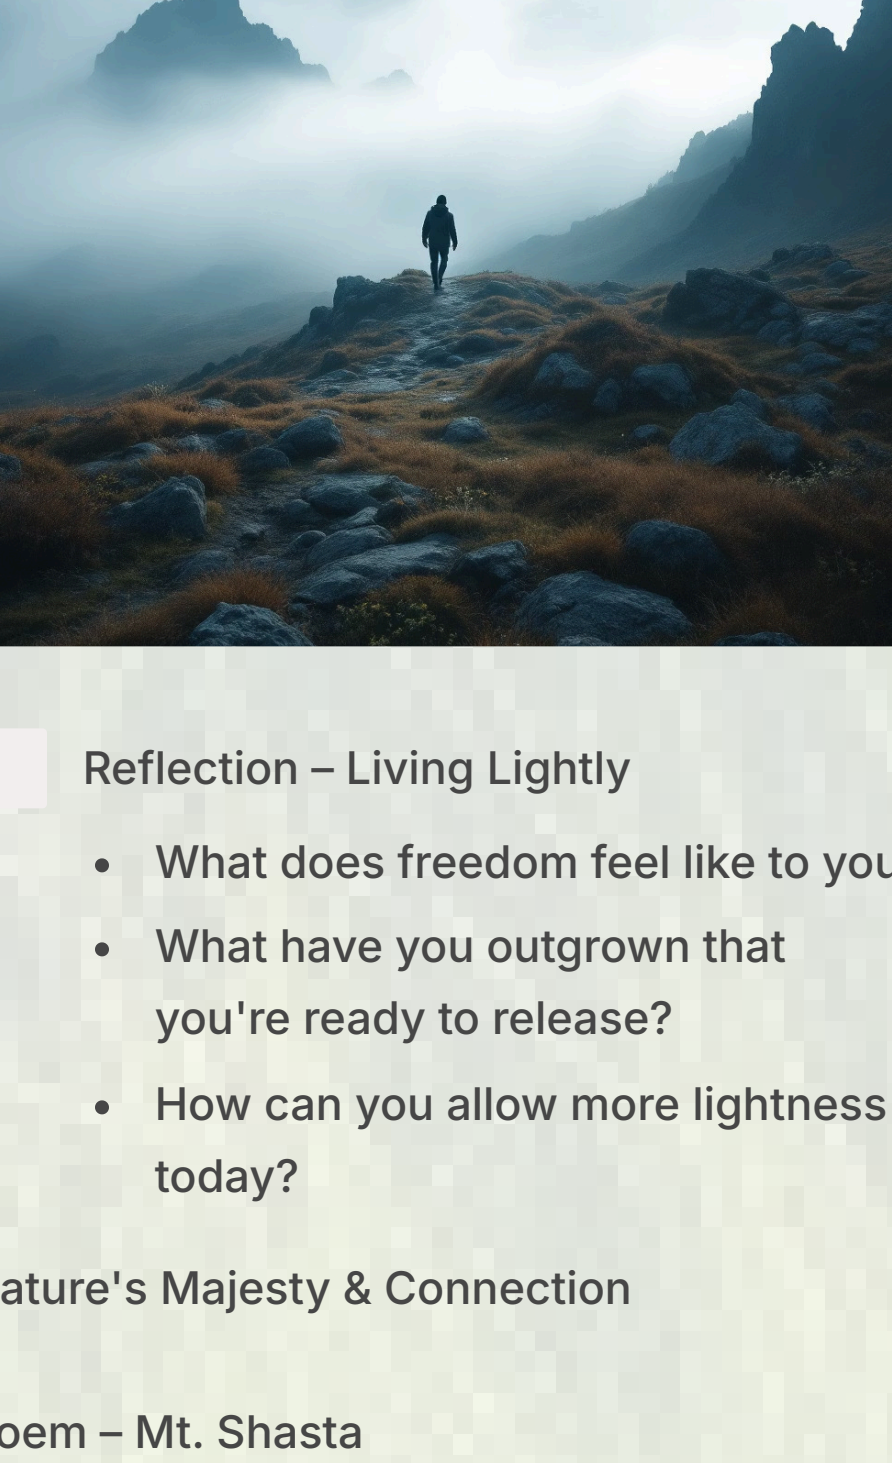 Reflection – Living Lightly
• What does freedom feel like to you
• What have you outgrown that
you're ready to release?
• How can you allow more lightness
today?
ature's Majesty & Connection
oem – Mt. Shasta